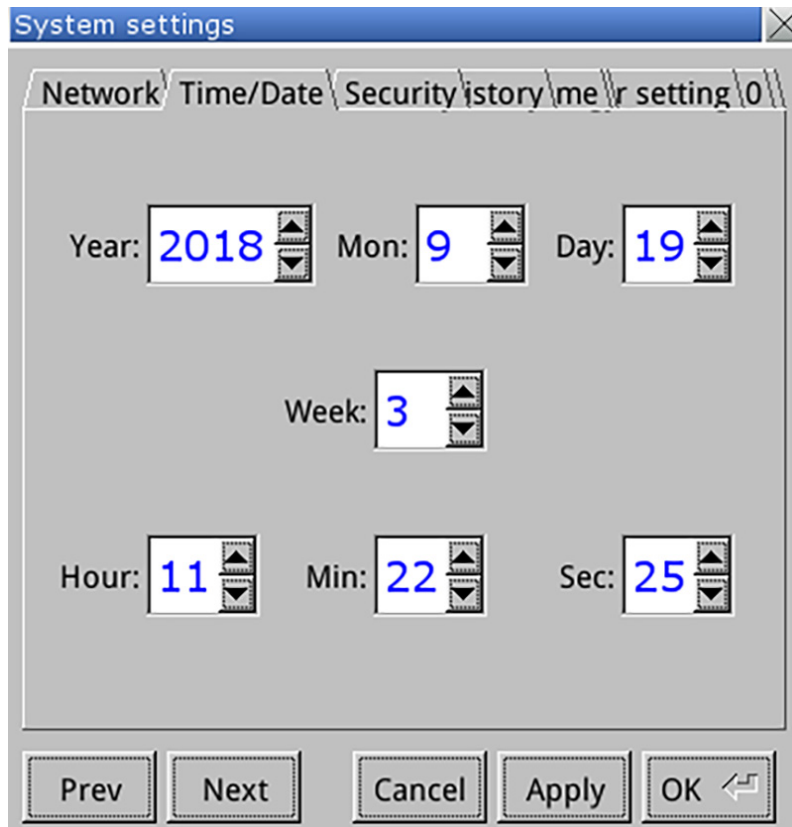 System settings
Network Time/Date Security istory me r setting 0
Year: 2018 Mon: 9 Day: 19
Week: 3
Hour: 11 Min: 22 Sec: 25
Prev Next Cancel Apply OK